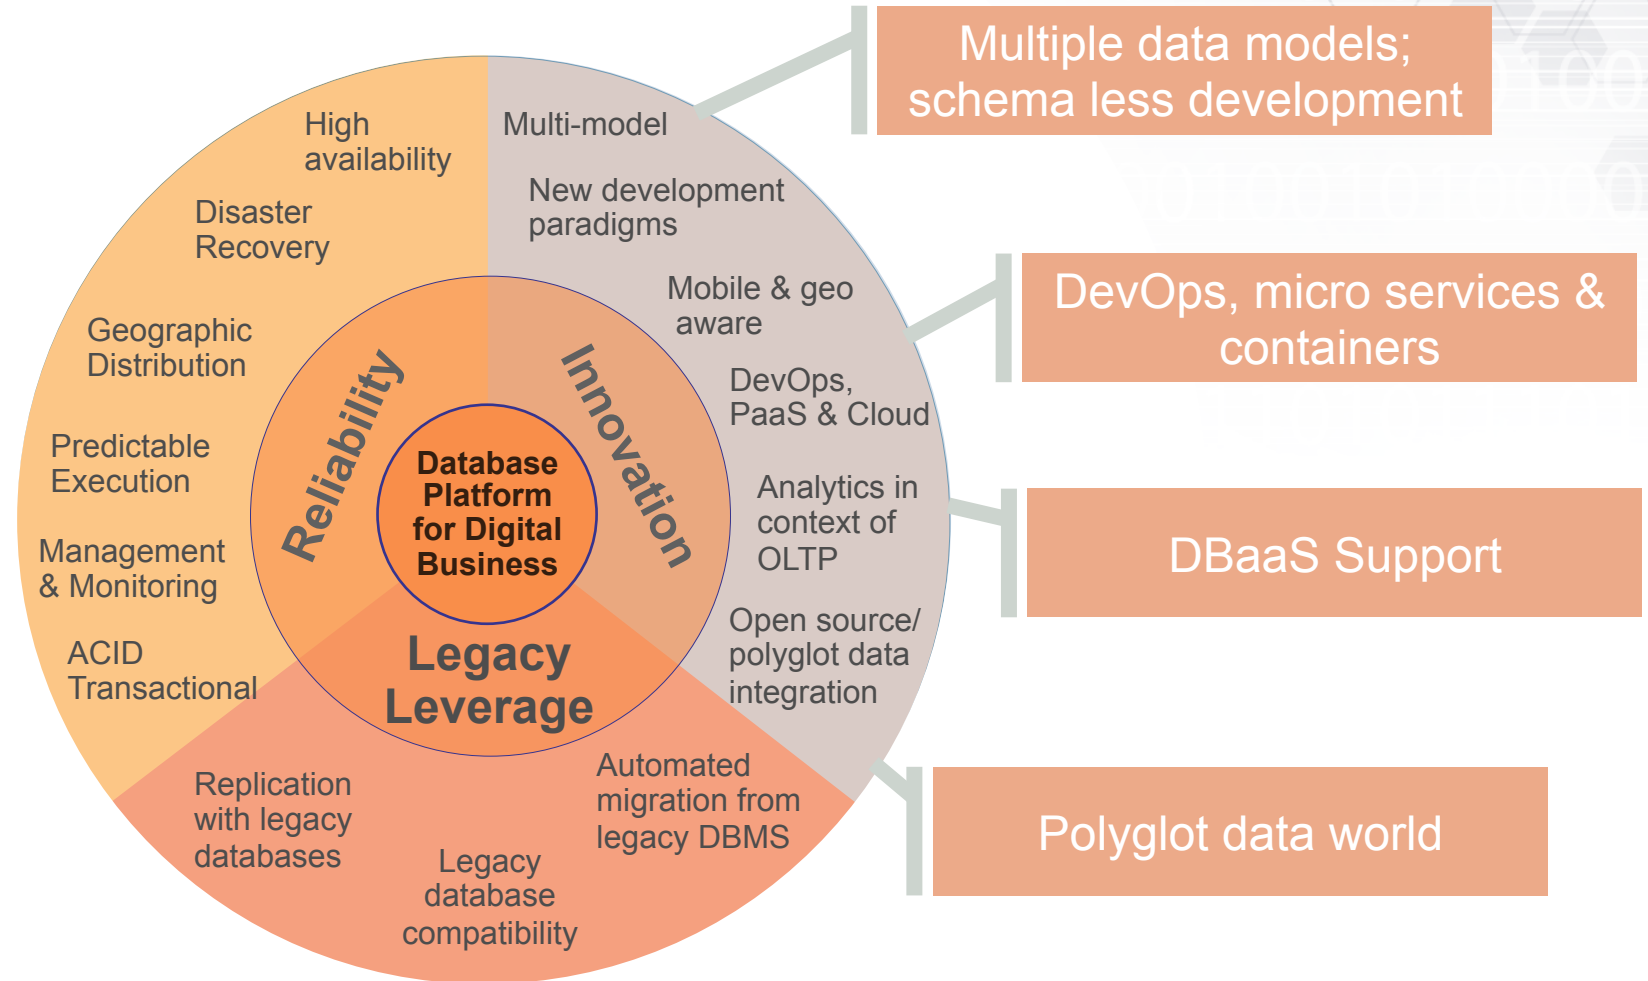 High
availability
Disaster
Recovery
Geographic
Distribution
Predictable
Execution
Management
& Monitoring
ACID
Transactional
Reliability
Multi-model
New development
paradigms
Mobile & geo
aware
DevOps,
PaaS & Cloud
Analytics in
context of
OLTP
Open source/
polyglot data
integration
Innovation
Database
Platform
for Digital
Business
Legacy
Leverage
Replication
with legacy
databases
Legacy
database
compatibility
Automated
migration from
legacy DBMS
Multiple data models;
schema less development
DevOps, micro services &
containers
DBaaS Support
Polyglot data world